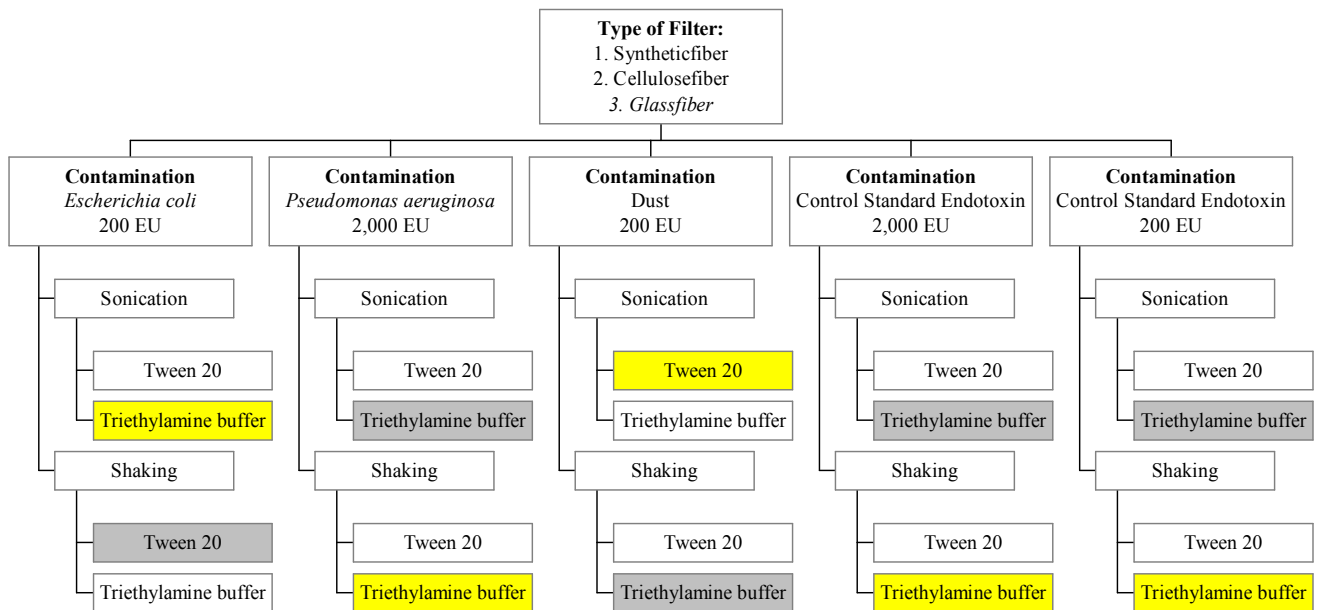 Type of Filter:
1. Syntheticfiber
2. Cellulosefiber
3. Glassfiber
Contamination
Escherichia coli
200 EU
Sonication
Tween 20
Triethylamine buffer
Shaking
Tween 20
Triethylamine buffer
Contamination
Pseudomonas aeruginosa
2,000 EU
Sonication
Tween 20
Triethylamine buffer
Shaking
Tween 20
Triethylamine buffer
Contamination
Dust
200 EU
Sonication
Tween 20
Triethylamine buffer
Shaking
Tween 20
Triethylamine buffer
Contamination
Control Standard Endotoxin
2,000 EU
Sonication
Tween 20
Triethylamine buffer
Shaking
Tween 20
Triethylamine buffer
Contamination
Control Standard Endotoxin
200 EU
Sonication
Tween 20
Triethylamine buffer
Shaking
Tween 20
Triethylamine buffer